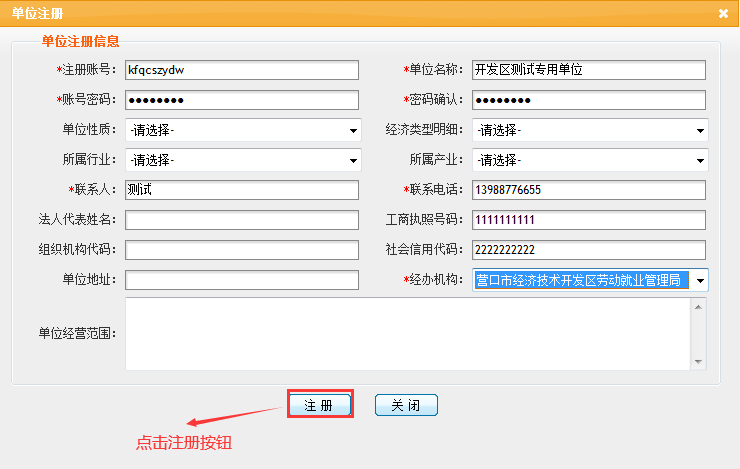 单位注册
单位注册信息
*注册账号： kfqcszydw *单位名称： 开发区测试专用单位
*账号密码： ●●●●●●●● *密码确认： ●●●●●●●●
单位性质： -请选择- 经济类型明细： -请选择-
所属行业： -请选择- 所属产业： -请选择-
*联系人： 测试 *联系电话： 13988776655
法人代表姓名： 工商执照号码： 1111111111
组织机构代码： 社会信用代码： 2222222222
单位地址： *经办机构： 营口市经济技术开发区劳动就业管理局
单位经营范围：
注 册 关 闭
点击注册按钮